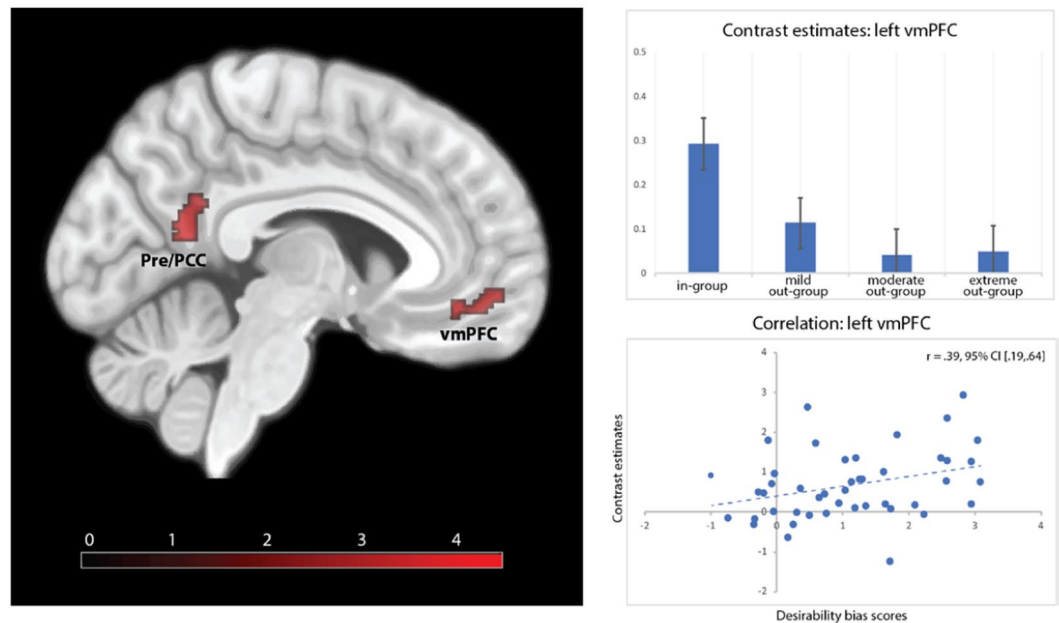 Pre/PCC
vmPFC
0 1 2 3 4
Contrast estimates: left vmPFC
0.5
0.4
0.3
0.2
0.1
0
in-group
mild
out-group
moderate
out-group
extreme
out-group
Correlation: left vmPFC
r = .39, 95% CI [.19,.64]
Contrast estimates
4
3
2
1
0
-1
-2
-2 -1 0 1 2 3 4
Desirability bias scores